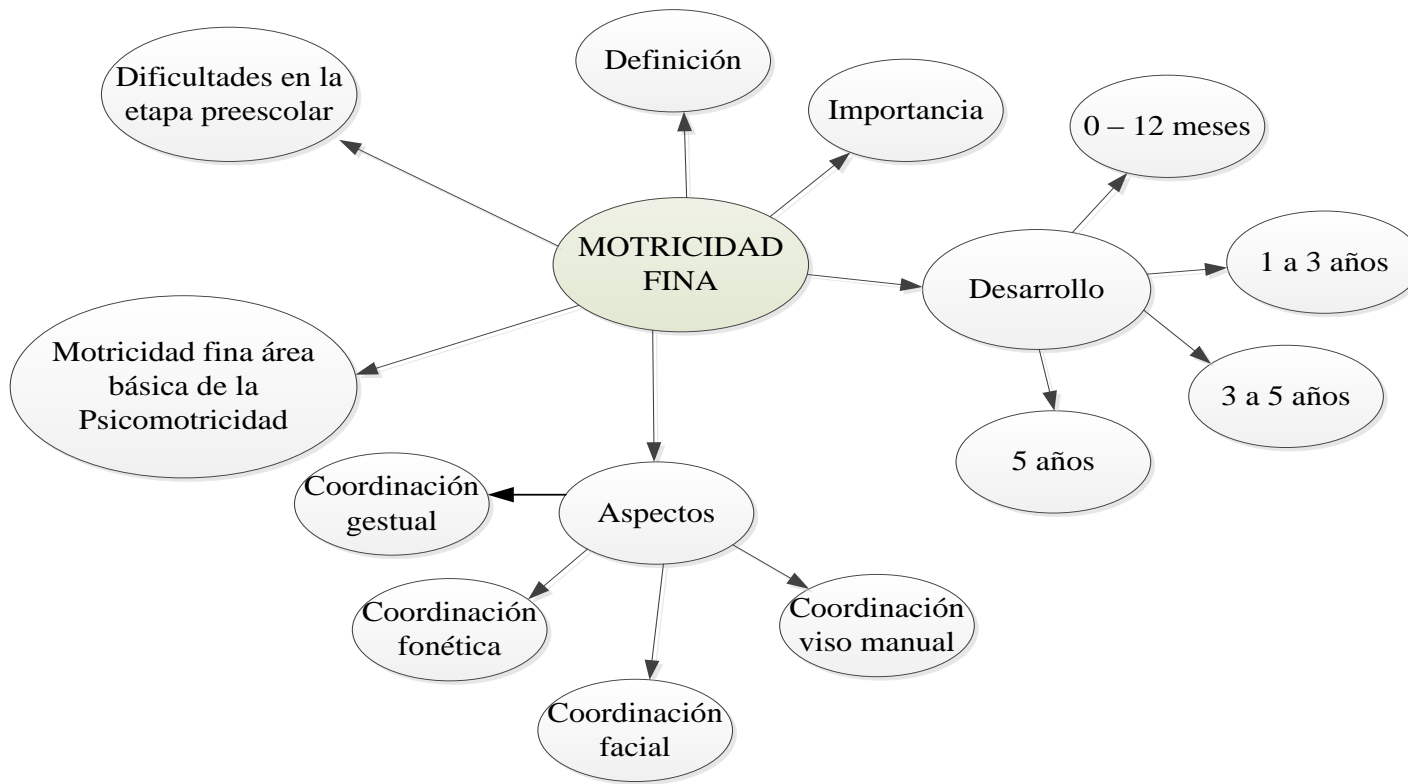 Definición
Dificultades en la
etapa preescolar
Importancia
0 – 12 meses
MOTRICIDAD
FINA
1 a 3 años
Desarrollo
Motricidad fina área
básica de la
Psicomotricidad
3 a 5 años
5 años
Coordinación
gestual
Aspectos
Coordinación
fonética
Coordinación
viso manual
Coordinación
facial